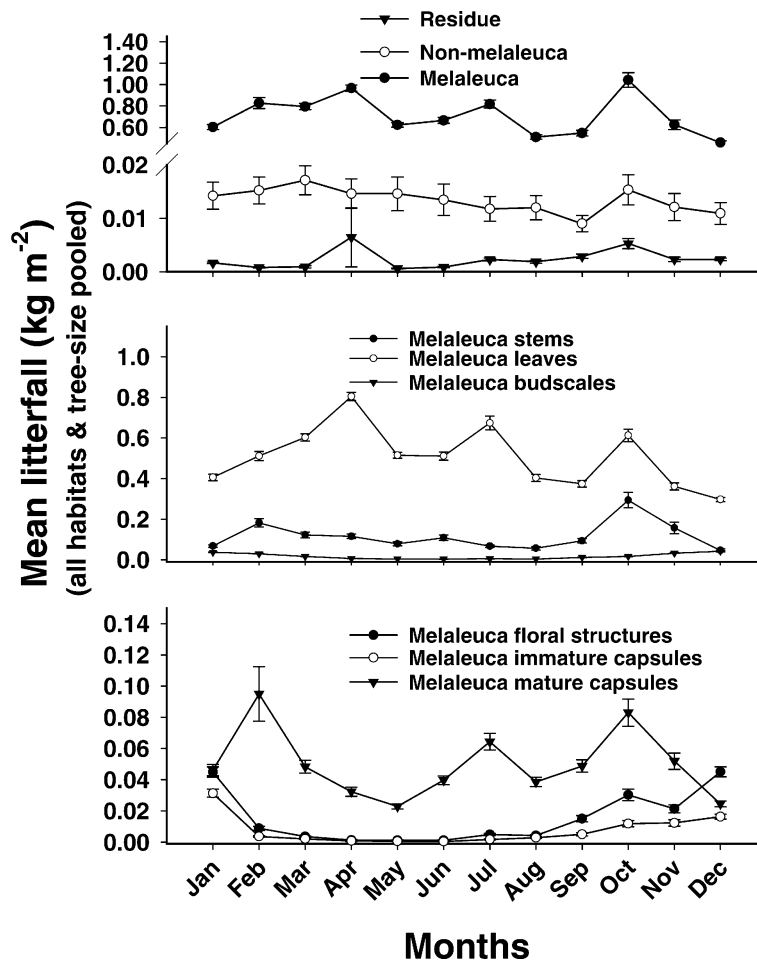 Residue
Non-melaleuca
Melaleuca
1.40
1.20
1.00
0.80
0.60
0.02
0.01
0.00
Mean litterfall (kg m-2)
(all habitats & tree-size pooled)
Melaleuca stems
Melaleuca leaves
Melaleuca budscales
1.0
0.8
0.6
0.4
0.2
0.0
Melaleuca floral structures
Melaleuca immature capsules
Melaleuca mature capsules
0.14
0.12
0.10
0.08
0.06
0.04
0.02
0.00
Jan Feb Mar Apr May Jun Jul Aug Sep Oct Nov Dec
Months